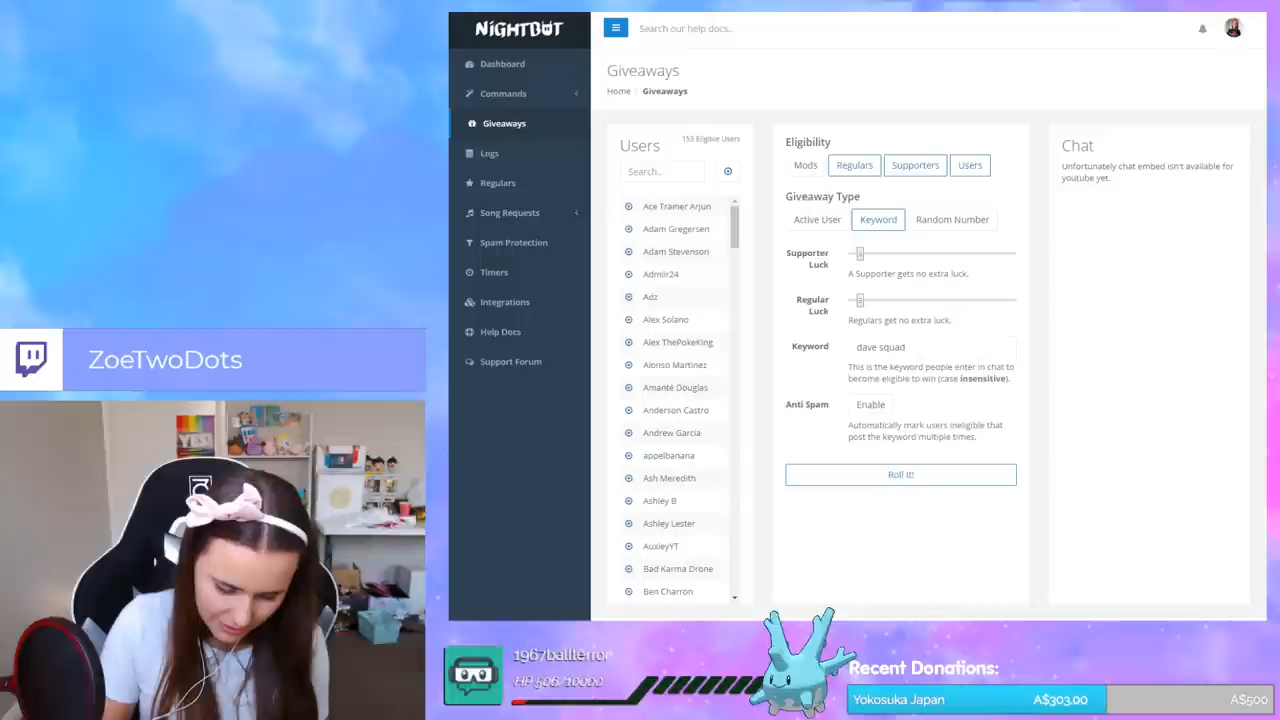 NIGHTBOT
Search our help docs..
Dashboard
Commands
Giveaways
Logs
Regulars
Song Requests
Spam Protection
Timers
Integrations
Help Docs
Support Forum
Giveaways
Home / Giveaways
Users
153 Eligible Users
Search..
Ace Trainer Arjun
Adam Gregersen
Adam Stevenson
Admiir24
Adz
Alex Solano
Alex ThePokeKing
Alonso Martinez
Amanté Douglas
Anderson Castro
Andrew Garcia
appelbanana
Ash Meredith
Ashley B
Ashley Lester
AuxieyYT
Bad Karma Drone
Ben Charron
Eligibility
Mods
Regulars
Supporters
Users
Giveaway Type
Active User
Keyword
Random Number
Supporter
Luck
A Supporter gets no extra luck.
Regular
Luck
Regulars get no extra luck.
Keyword
dave squad
This is the keyword people enter in chat to
become eligible to win (case insensitive).
Anti Spam
Enable
Automatically mark users ineligible that
post the keyword multiple times.
Roll It!
Chat
Unfortunately chat embed isn't available for
youtube yet.
ZoeTwoDots
1967ballterror
HP 506/10000
Recent Donations:
Yokosuka Japan
A$303.00
A$500